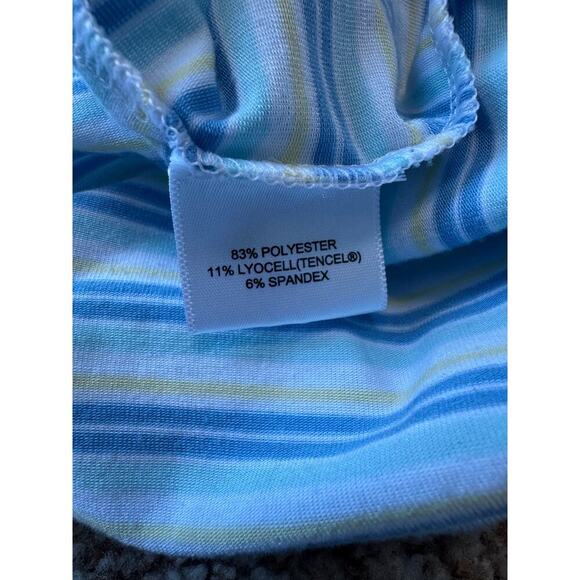 83% POLYESTER
11% LYOCELL(TENCEL®)
6% SPANDEX